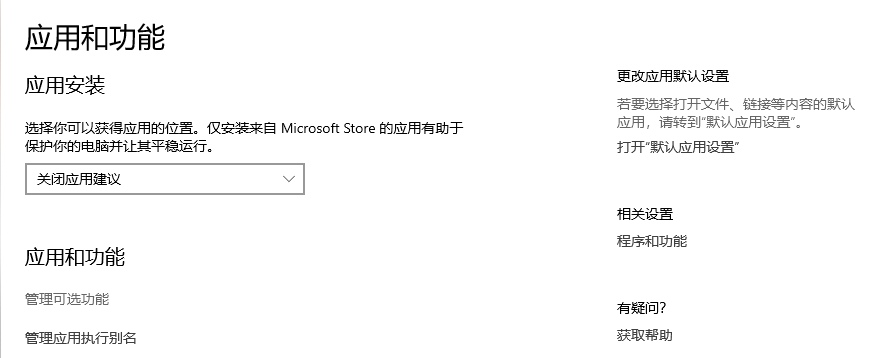 应用和功能
应用安装
选择你可以获得应用的位置。仅安装来自 Microsoft Store 的应用有助于
保护你的电脑并让其平稳运行。
关闭应用建议
应用和功能
管理可选功能
管理应用执行别名
更改应用默认设置
若要选择打开文件、链接等内容的默认
应用，请转到“默认应用设置”。
打开“默认应用设置”
相关设置
程序和功能
有疑问?
获取帮助